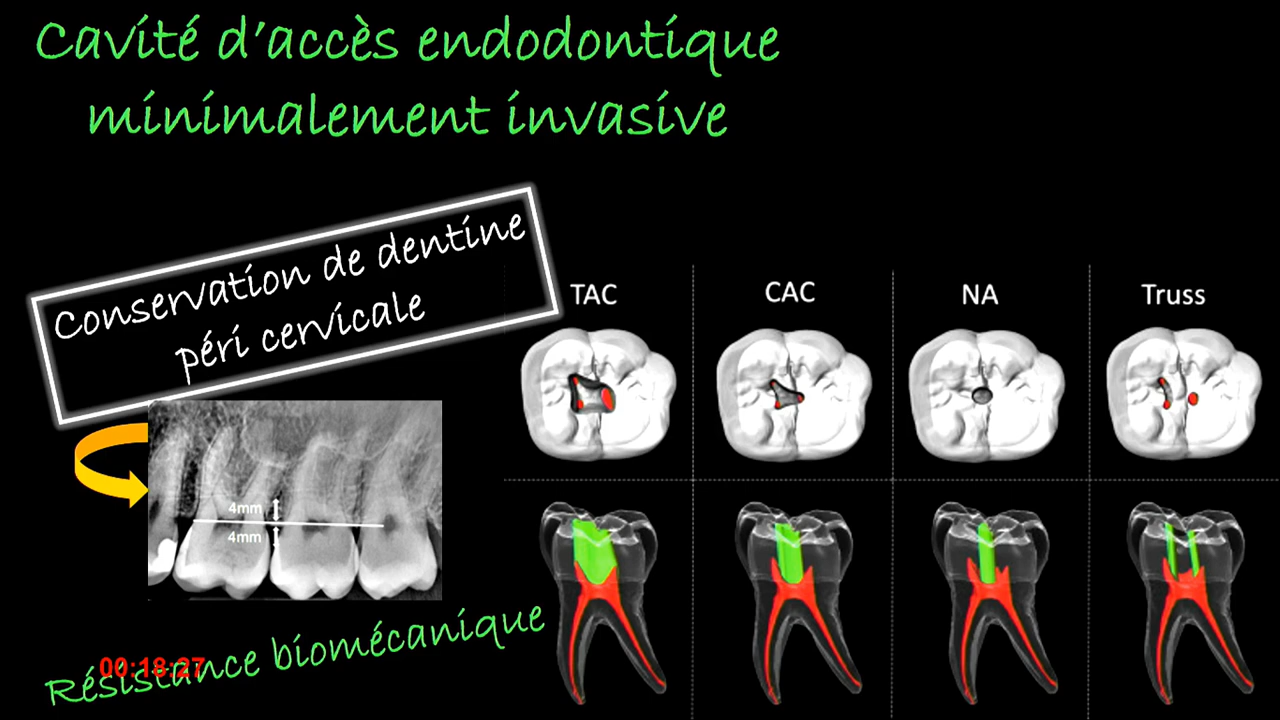 Cavité d'accès endodontique
minimalement invasive
Conservation de dentine
péri cervicale
TAC
CAC
NA
Truss
4mm
4mm
Résistance biomécanique
00:18:27